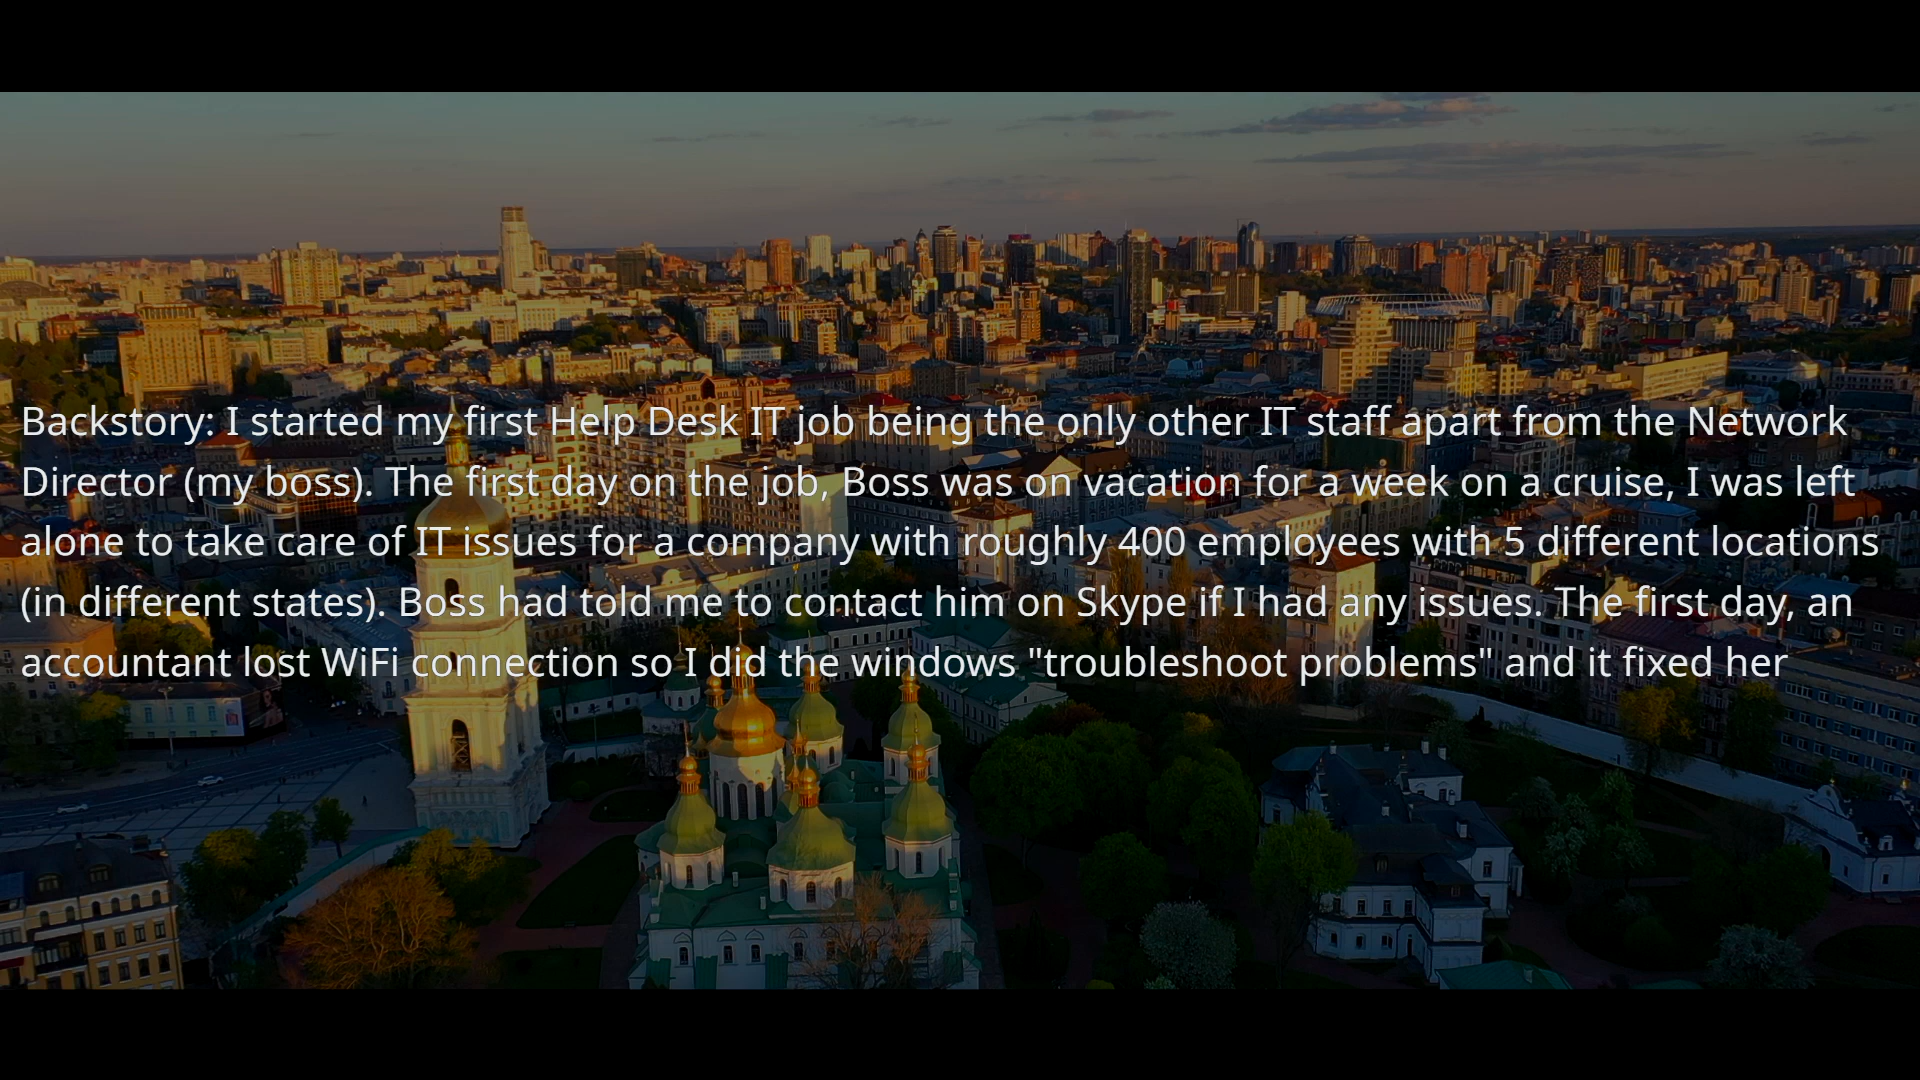 Backstory: I started my first Help Desk IT job being the only other IT staff apart from the Network
Director (my boss). The first day on the job, Boss was on vacation for a week on a cruise, I was left
alone to take care of IT issues for a company with roughly 400 employees with 5 different locations
(in different states). Boss had told me to contact him on Skype if I had any issues. The first day, an
accountant lost WiFi connection so I did the windows "troubleshoot problems" and it fixed her